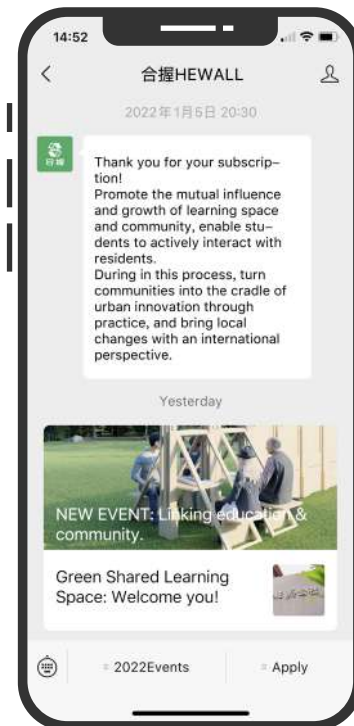 14:52
合握HEWALL
2022年1月5日 20:30
合握
Thank you for your subscrip-
tion!
Promote the mutual influence
and growth of learning space
and community, enable stu-
dents to actively interact with
residents.
During in this process, turn
communities into the cradle of
urban innovation through
practice, and bring local
changes with an international
perspective.
Yesterday
NEW EVENT: Linking education &
community.
Green Shared Learning
Space: Welcome you!
2022Events
Apply